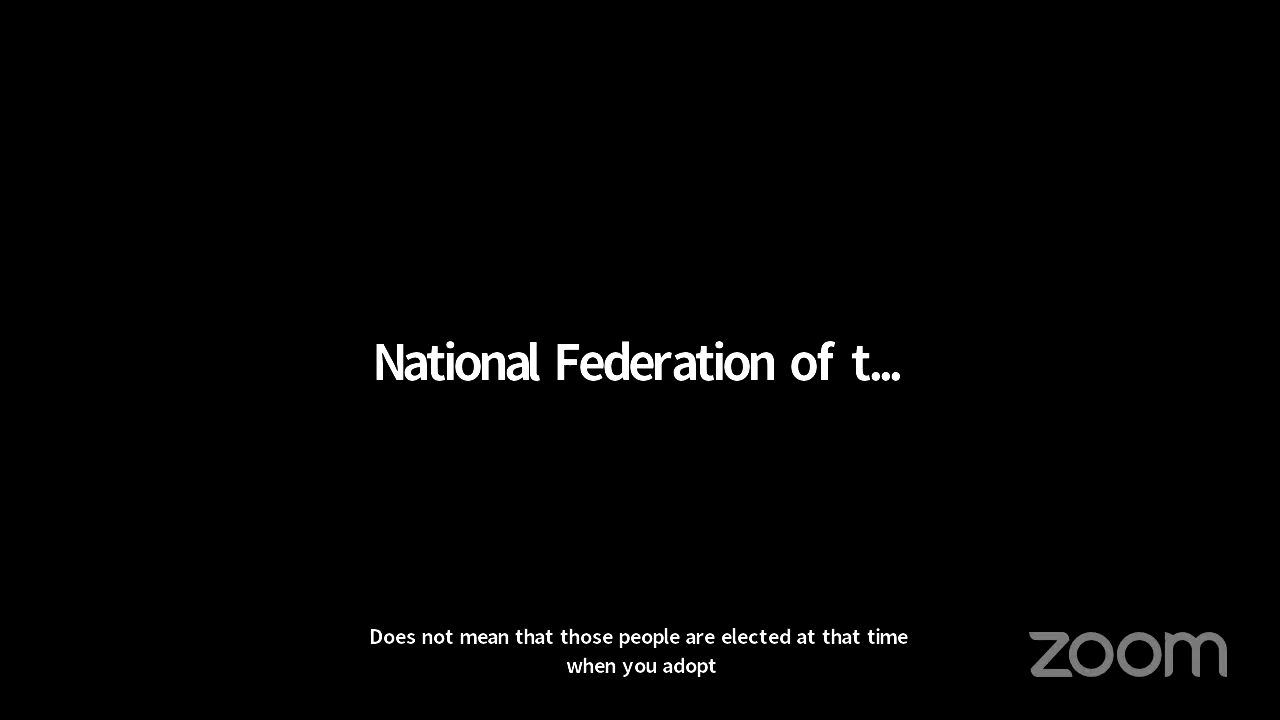 National Federation of t...
Does not mean that those people are elected at that time
when you adopt
zoom